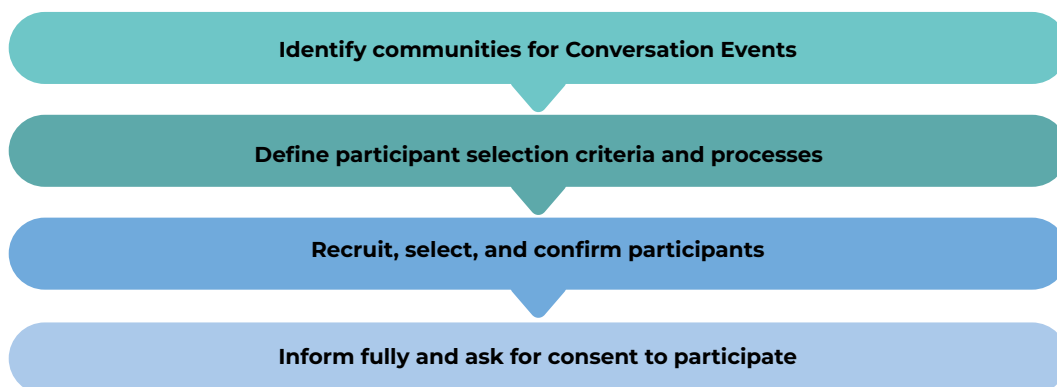 Identify communities for Conversation Events
Define participant selection criteria and processes
Recruit, select, and confirm participants
Inform fully and ask for consent to participate